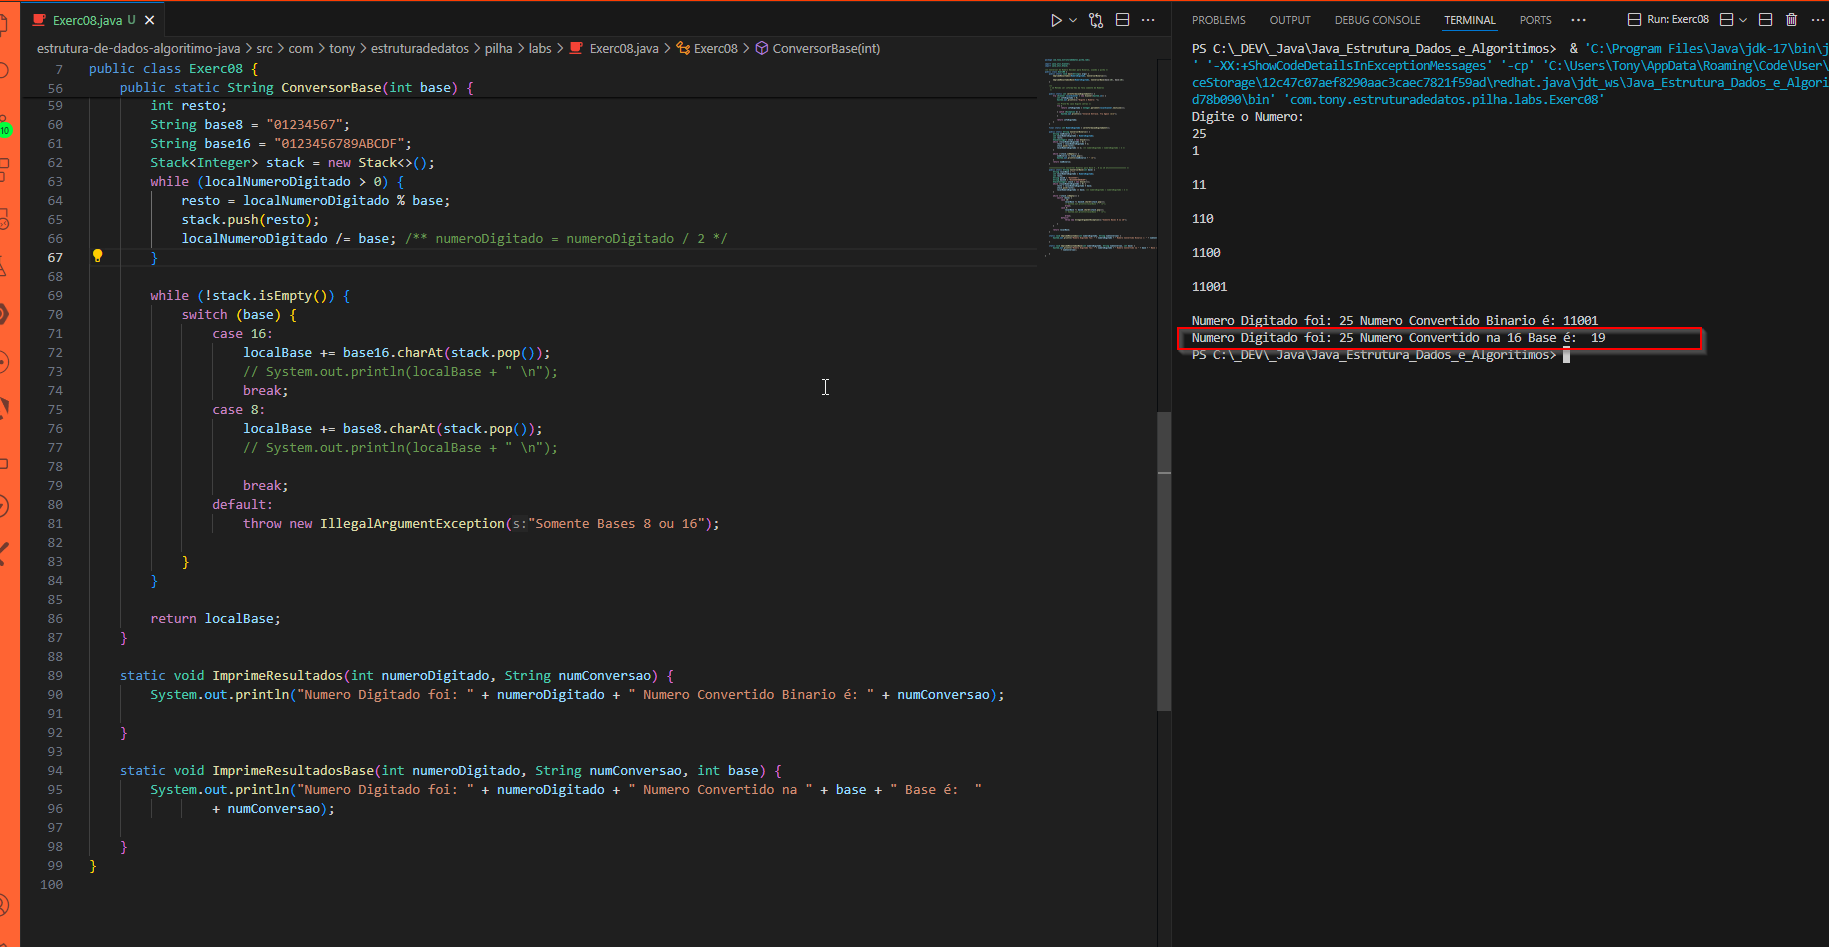 Exerc08.java U
PROBLEMS OUTPUT DEBUG CONSOLE TERMINAL PORTS ··· Run: Exerc08
estrutura-de-dados-algoritimo-java > src > com > tony > estruturadedatos > pilha > labs > Exerc08.java > Exerc08 > ConversorBase(int)
7 public class Exerc08 {
56 public static String ConversorBase(int base) {
59 int resto;
60 String base8 = "01234567";
61 String base16 = "0123456789ABCDF";
62 Stack<Integer> stack = new Stack<>();
63 while (localNumeroDigitado > 0) {
64 resto = localNumeroDigitado % base;
65 stack.push(resto);
66 localNumeroDigitado /= base; /** numeroDigitado = numeroDigitado / 2 */
67 }
68
69 while (!stack.isEmpty()) {
70 switch (base) {
71 case 16:
72 localBase += base16.charAt(stack.pop());
73 // System.out.println(localBase + " \n");
74 break;
75 case 8:
76 localBase += base8.charAt(stack.pop());
77 // System.out.println(localBase + " \n");
78
79 break;
80 default:
81 throw new IllegalArgumentException(s:"Somente Bases 8 ou 16");
82
83 }
84 }
85
86 return localBase;
87 }
88
89 static void ImprimeResultados(int numeroDigitado, String numConversao) {
90 System.out.println("Numero Digitado foi: " + numeroDigitado + " Numero Convertido Binario é: " + numConversao);
91
92 }
93
94 static void ImprimeResultadosBase(int numeroDigitado, String numConversao, int base) {
95 System.out.println("Numero Digitado foi: " + numeroDigitado + " Numero Convertido na " + base + " Base é:  "
96 + numConversao);
97
98 }
99 }
100
PS C:\_DEV\_Java\Java_Estrutura_Dados_e_Algoritimos>  & 'C:\Program Files\Java\jdk-17\bin\j
' '-XX:+ShowCodeDetailsInExceptionMessages' '-cp' 'C:\Users\Tony\AppData\Roaming\Code\User\
ceStorage\12c47c07aef8290aac3caec7821f59ad\redhat.java\jdt_ws\Java_Estrutura_Dados_e_Algori
d78b090\bin' 'com.tony.estruturadedatos.pilha.labs.Exerc08'
Digite o Numero:
25
1
11
110
1100
11001
Numero Digitado foi: 25 Numero Convertido Binario é: 11001
Numero Digitado foi: 25 Numero Convertido na 16 Base é:  19
PS C:\_DEV\_Java\Java_Estrutura_Dados_e_Algoritimos>
10